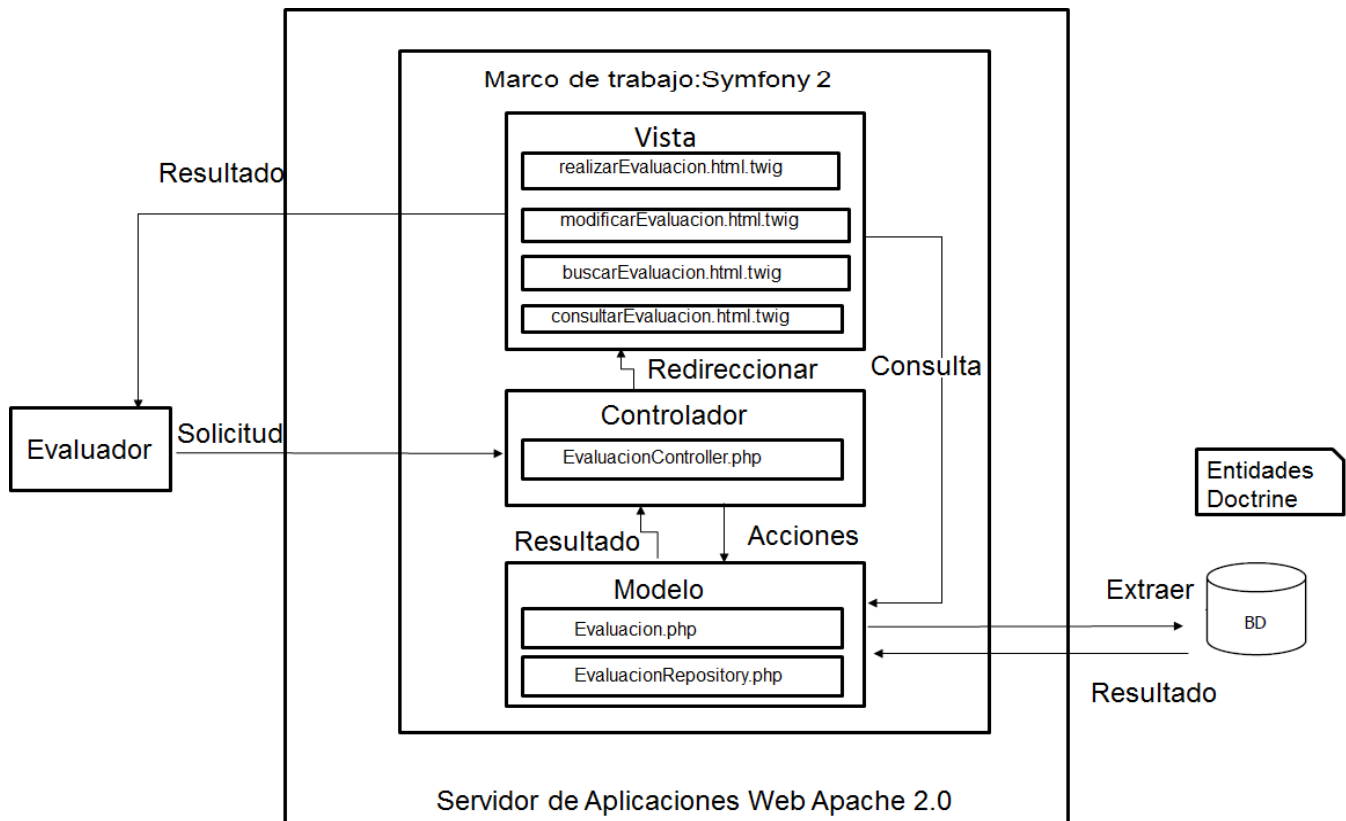 Marco de trabajo:Symfony 2
Vista
realizarEvaluacion.html.twig
modificarEvaluacion.html.twig
buscarEvaluacion.html.twig
consultarEvaluacion.html.twig
Resultado
Redireccionar
Consulta
Evaluador
Solicitud
Controlador
EvaluacionController.php
Resultado
Acciones
Modelo
Evaluacion.php
EvaluacionRepository.php
Entidades
Doctrine
Extraer
BD
Resultado
Servidor de Aplicaciones Web Apache 2.0